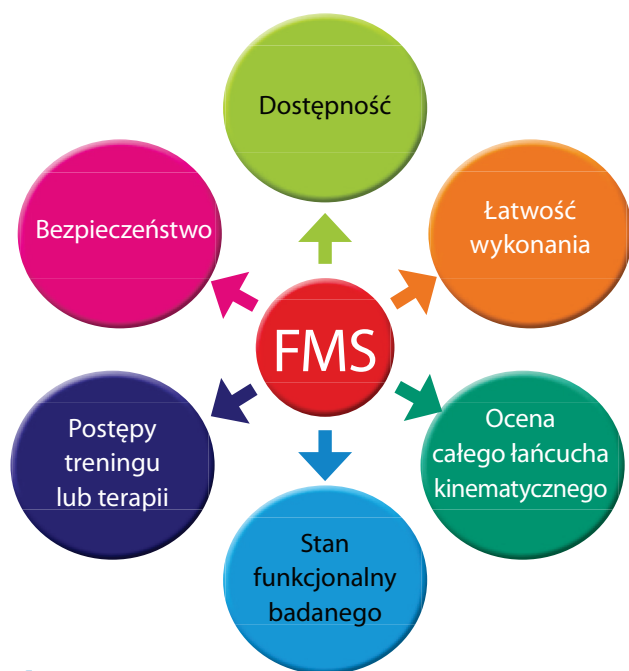 Dostępność
Bezpieczeństwo
Łatwość
wykonania
FMS
Postępy
treningu
lub terapii
Ocena
całego łańcucha
kinematycznego
Stan
funkcjonalny
badanego